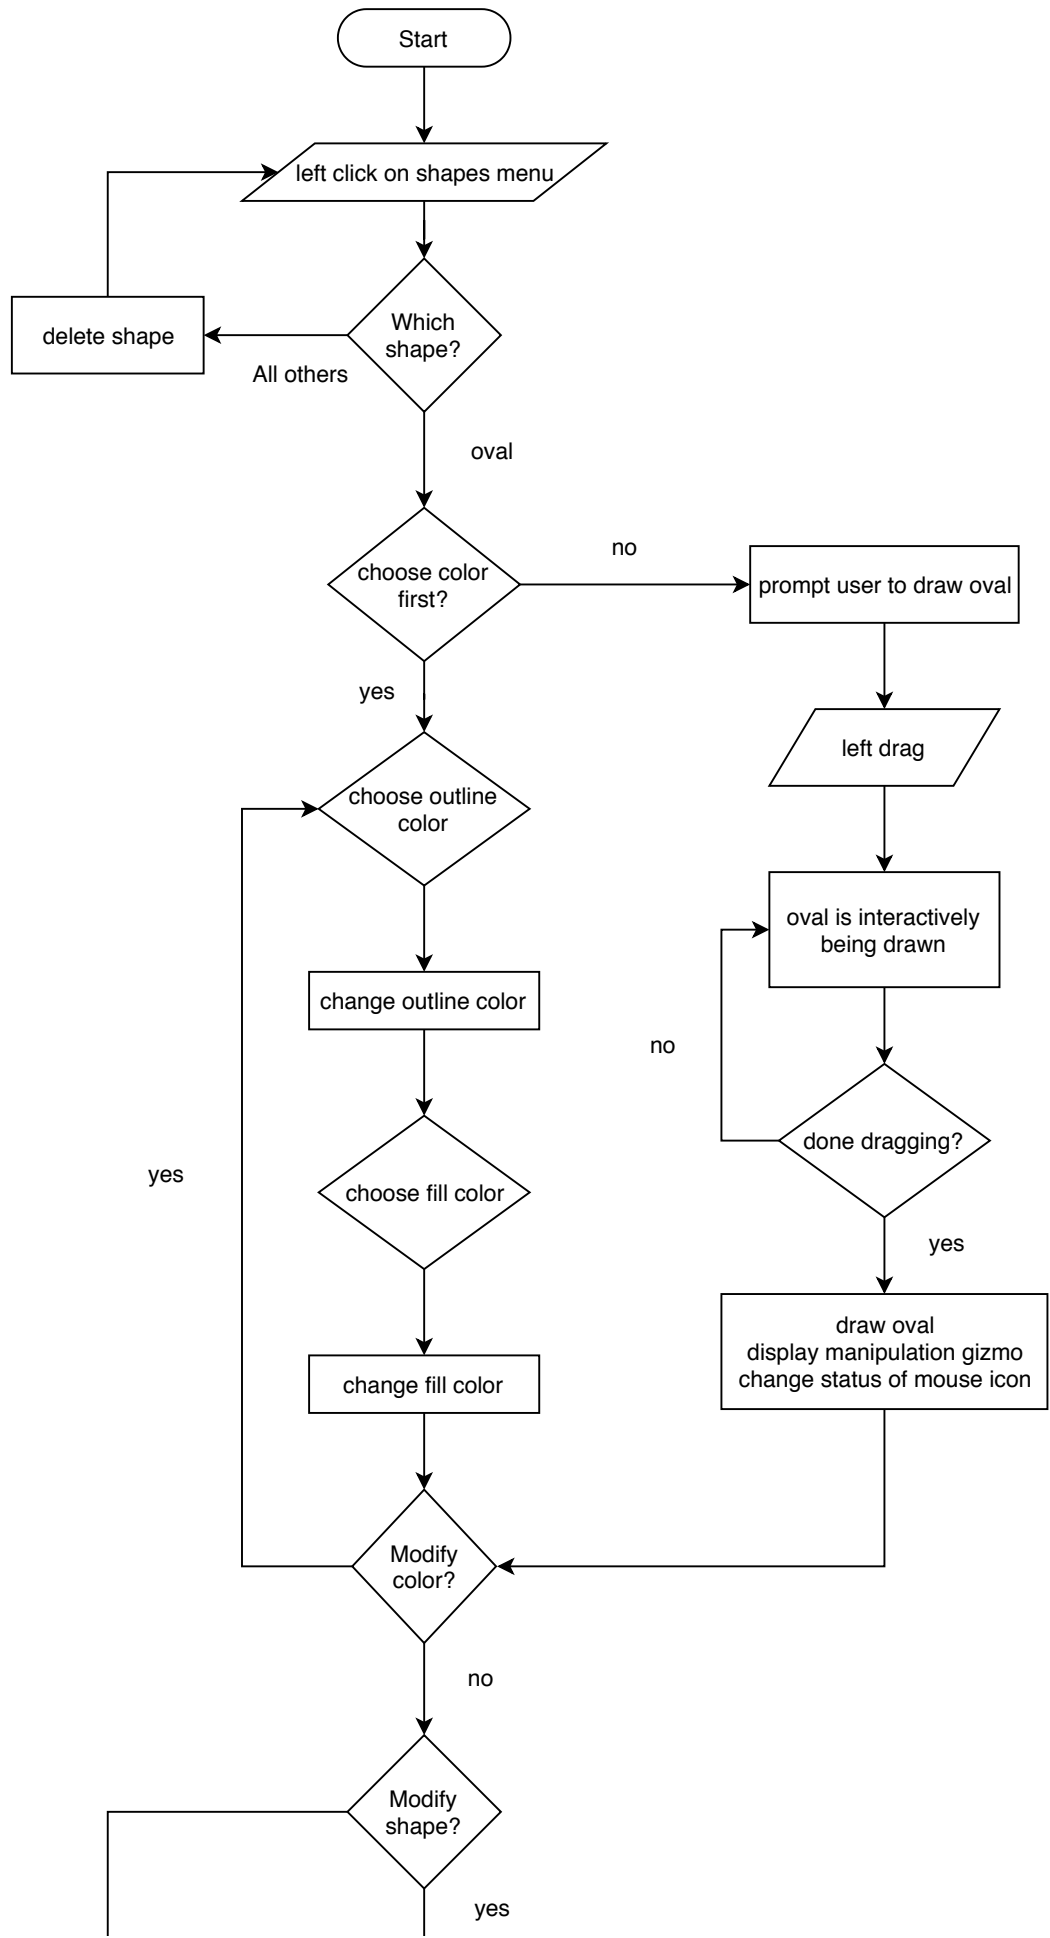 Start
left click on shapes menu
Which
shape?
delete shape
All others
oval
choose color
first?
no
prompt user to draw oval
yes
left drag
choose outline
color
oval is interactively
being drawn
change outline color
no
done dragging?
yes
choose fill color
yes
draw oval
display manipulation gizmo
change status of mouse icon
change fill color
Modify
color?
no
Modify
shape?
yes